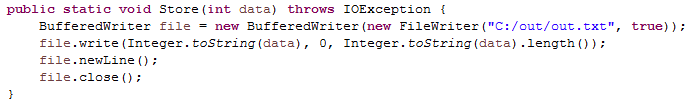 public static void Store(int data) throws IOException {
    BufferedWriter file = new BufferedWriter(new FileWriter("C:/out/out.txt", true));
    file.write(Integer.toString(data), 0, Integer.toString(data).length());
    file.newLine();
    file.close();
}